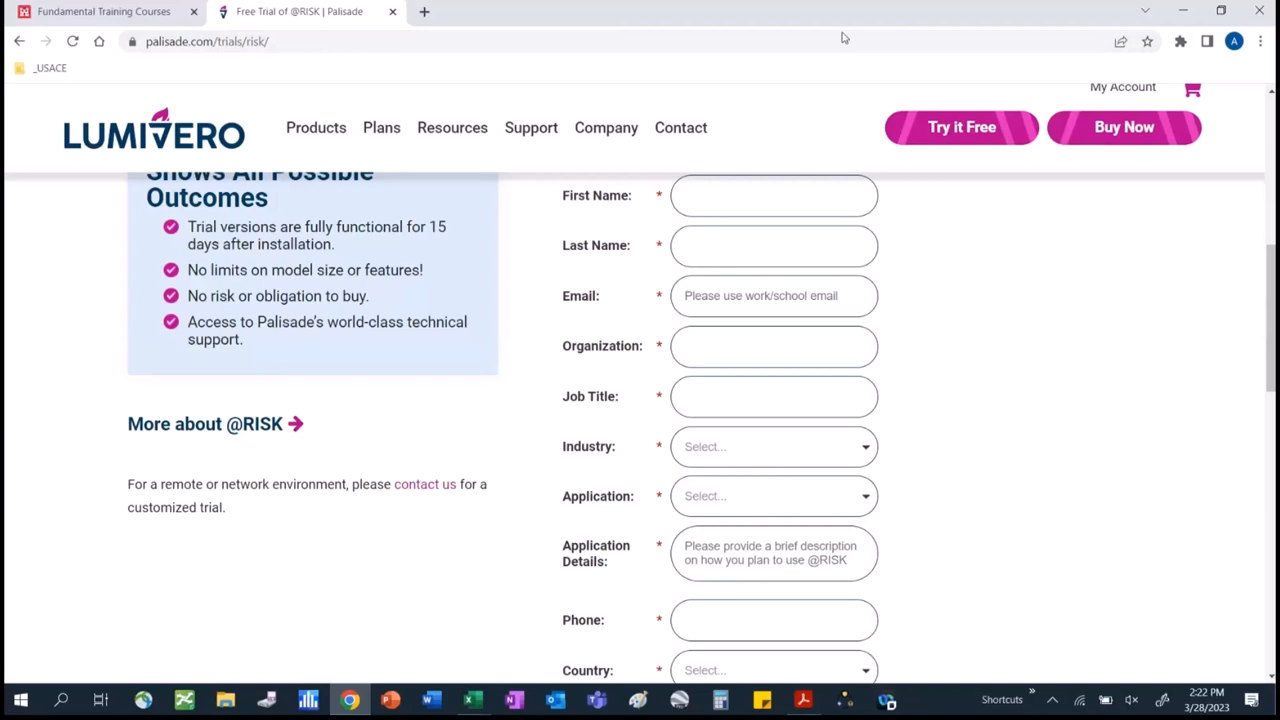 Fundamental Training Courses
Free Trial of @RISK | Palisade
palisade.com/trials/risk/
A
_USACE
My Account
LUMIVERO
Products
Plans
Resources
Support
Company
Contact
Try it Free
Buy Now
Shows All Possible
Outcomes
Trial versions are fully functional for 15
days after installation.
No limits on model size or features!
No risk or obligation to buy.
Access to Palisade's world-class technical
support.
More about @RISK
For a remote or network environment, please contact us for a
customized trial.
First Name: *
Last Name: *
Email: * Please use work/school email
Organization: *
Job Title: *
Industry: * Select...
Application: * Select...
Application
Details:
*
Please provide a brief description
on how you plan to use @RISK
Phone: *
Country: * Select...
Shortcuts
2:22 PM
3/28/2023